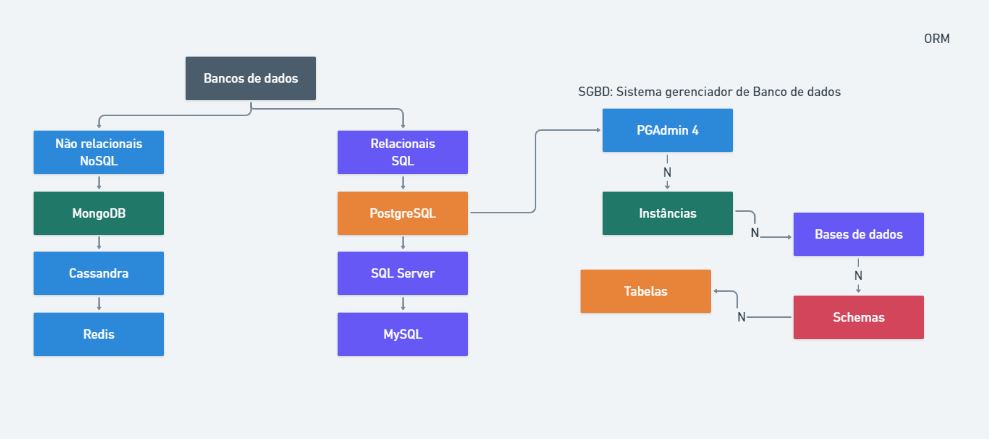 ORM
Bancos de dados
Não relacionais
NoSQL
MongoDB
Cassandra
Redis
Relacionais
SQL
PostgreSQL
SQL Server
MySQL
SGBD: Sistema gerenciador de Banco de dados
PGAdmin 4
N
Instâncias
N
Bases de dados
N
Schemas
N
Tabelas